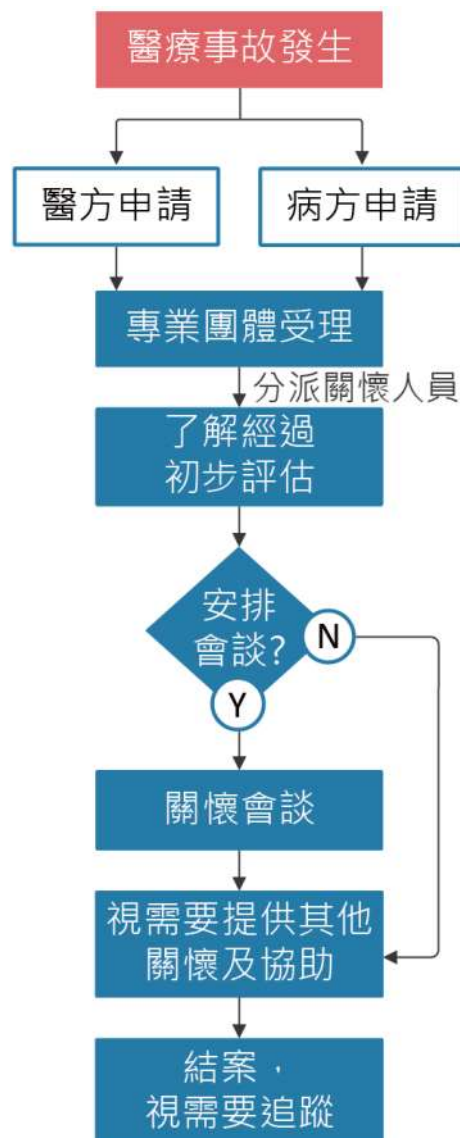 醫療事故發生
醫方申請
病方申請
專業團體受理
分派關懷人員
了解經過
初步評估
安排
會談?
N
Y
關懷會談
視需要提供其他
關懷及協助
結案，
視需要追蹤